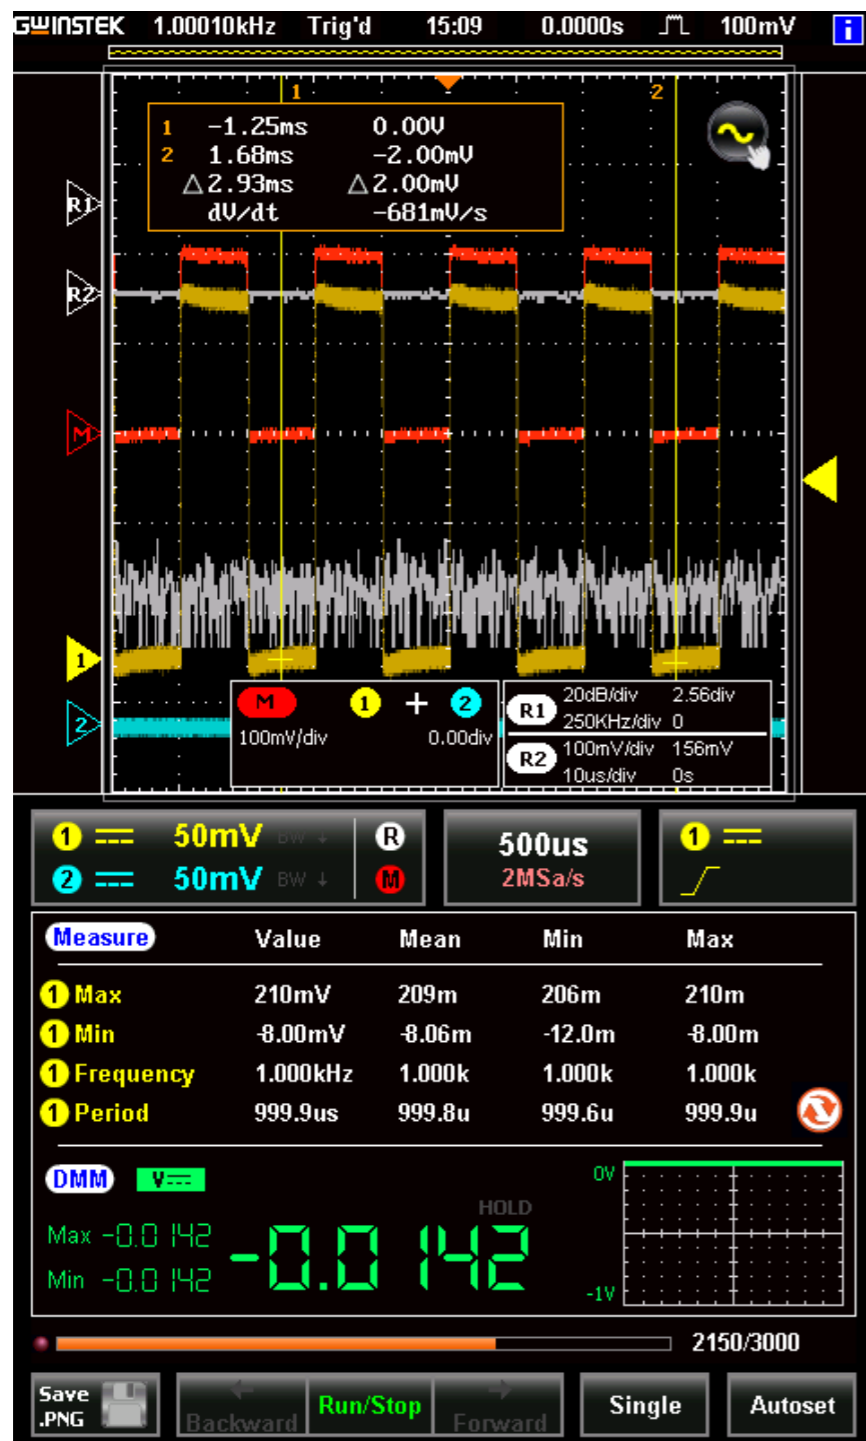 GWINSTEK 1.00010kHz Trig'd 15:09 0.0000s 100mV i
1 2
1 -1.25ms 0.00V
2 1.68ms -2.00mV
△2.93ms △2.00mV
dV/dt -681mV/s
R1
R2
M
1
2
M 1 + 2
100mV/div 0.00div
R1 20dB/div 2.56div
250KHz/div 0
R2 100mV/div 156mV
10us/div 0s
1 50mV BW R
2 50mV BW M
500us
2MSa/s
1
Measure Value Mean Min Max
1 Max 210mV 209m 206m 210m
1 Min -8.00mV -8.06m -12.0m -8.00m
1 Frequency 1.000kHz 1.000k 1.000k 1.000k
1 Period 999.9us 999.8u 999.6u 999.9u
DMM V
HOLD
Max -0.0142
Min -0.0142
-0.0142
0V
-1V
2150/3000
Save
.PNG
Backward Run/Stop Forward
Single Autoset